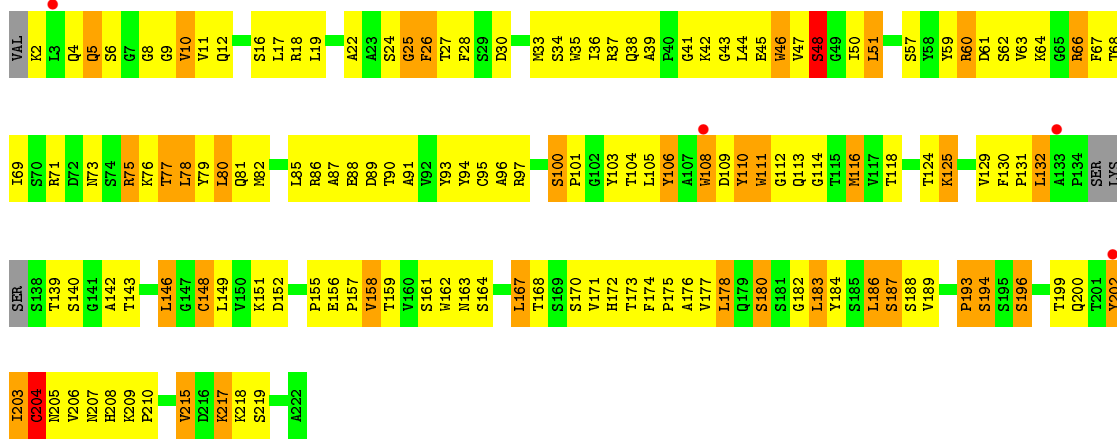 VAL K2 L3 Q4 Q5 S6 G7 G8 G9 V10 V11 Q12 S16 L17 R18 L19 A22 A23 S24 G25 F26 T27 F28 S29 D30 M33 S34 W35 I36 R37 Q38 A39 P40 G41 K42 G43 L44 E45 W46 V47 S48 G49 I50 L51 S57 Y58 Y59 R60 D61 S62 V63 K64 G65 R66 F67 T68
I69 S70 R71 D72 N73 S74 R75 K76 T77 L78 Y79 L80 Q81 M82 L85 R86 A87 E88 D89 T90 A91 V92 Y93 Y94 C95 A96 R97 S100 P101 G102 Y103 T104 L105 Y106 A107 W108 D109 Y110 W111 G112 Q113 G114 T115 M116 V117 T118 T124 K125 V129 F130 P131 L132 A133 P134 SER LYS
SER S138 T139 S140 G141 A142 T143 L146 G147 C148 L149 V150 K151 D152 P155 E156 P157 V158 T159 V160 S161 W162 N163 S164 L167 T168 S169 S170 V171 H172 T173 F174 P175 A176 V177 L178 Q179 S180 S181 G182 L183 Y184 S185 L186 S197 S188 V189 P193 S194 S195 S196 T199 Q200 T201 Y202
I203 C204 N205 V206 N207 H208 K209 P210 V215 D216 K217 K218 S219 A222